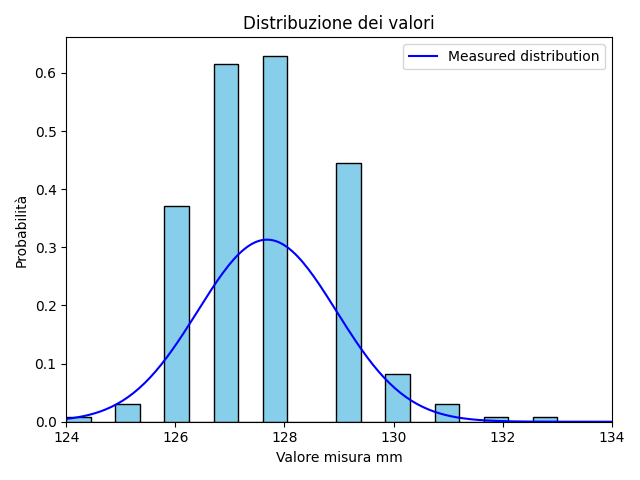 Distribuzione dei valori
Measured distribution
Probabilità
0.6
0.5
0.4
0.3
0.2
0.1
0.0
124 126 128 130 132 134
Valore misura mm